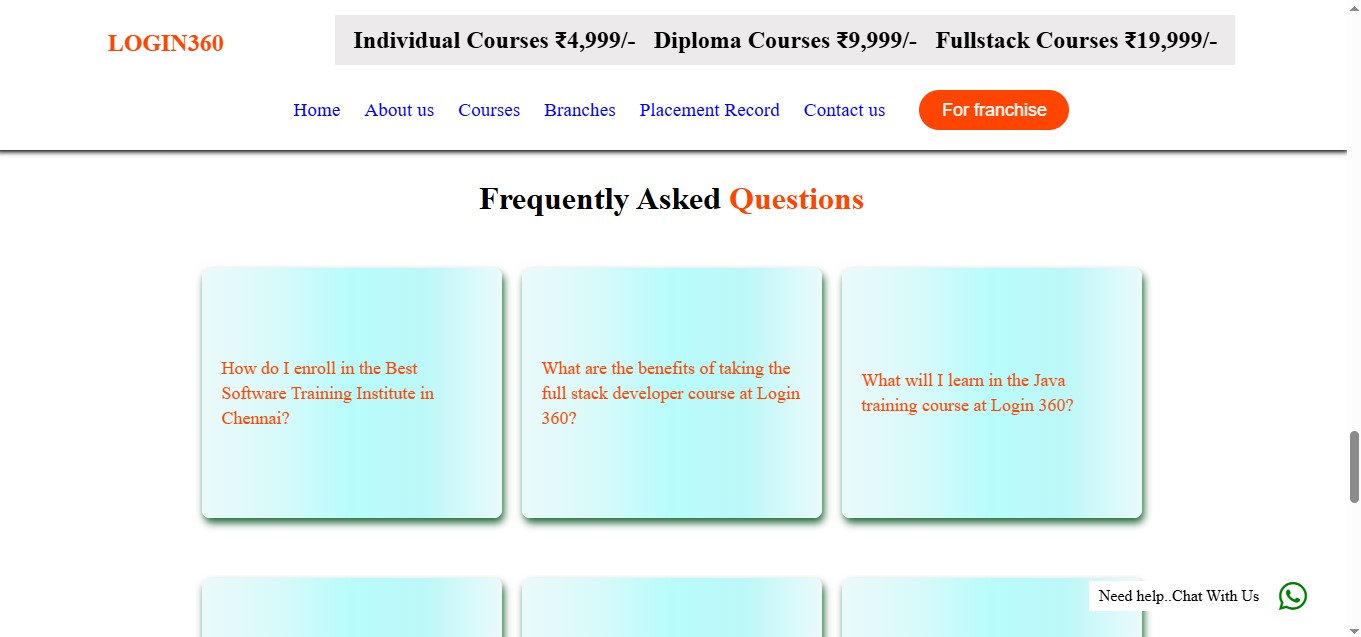 LOGIN360
Individual Courses ₹4,999/- Diploma Courses ₹9,999/- Fullstack Courses ₹19,999/-
Home About us Courses Branches Placement Record Contact us For franchise
Frequently Asked Questions
How do I enroll in the Best
Software Training Institute in
Chennai?
What are the benefits of taking the
full stack developer course at Login
360?
What will I learn in the Java
training course at Login 360?
Need help..Chat With Us